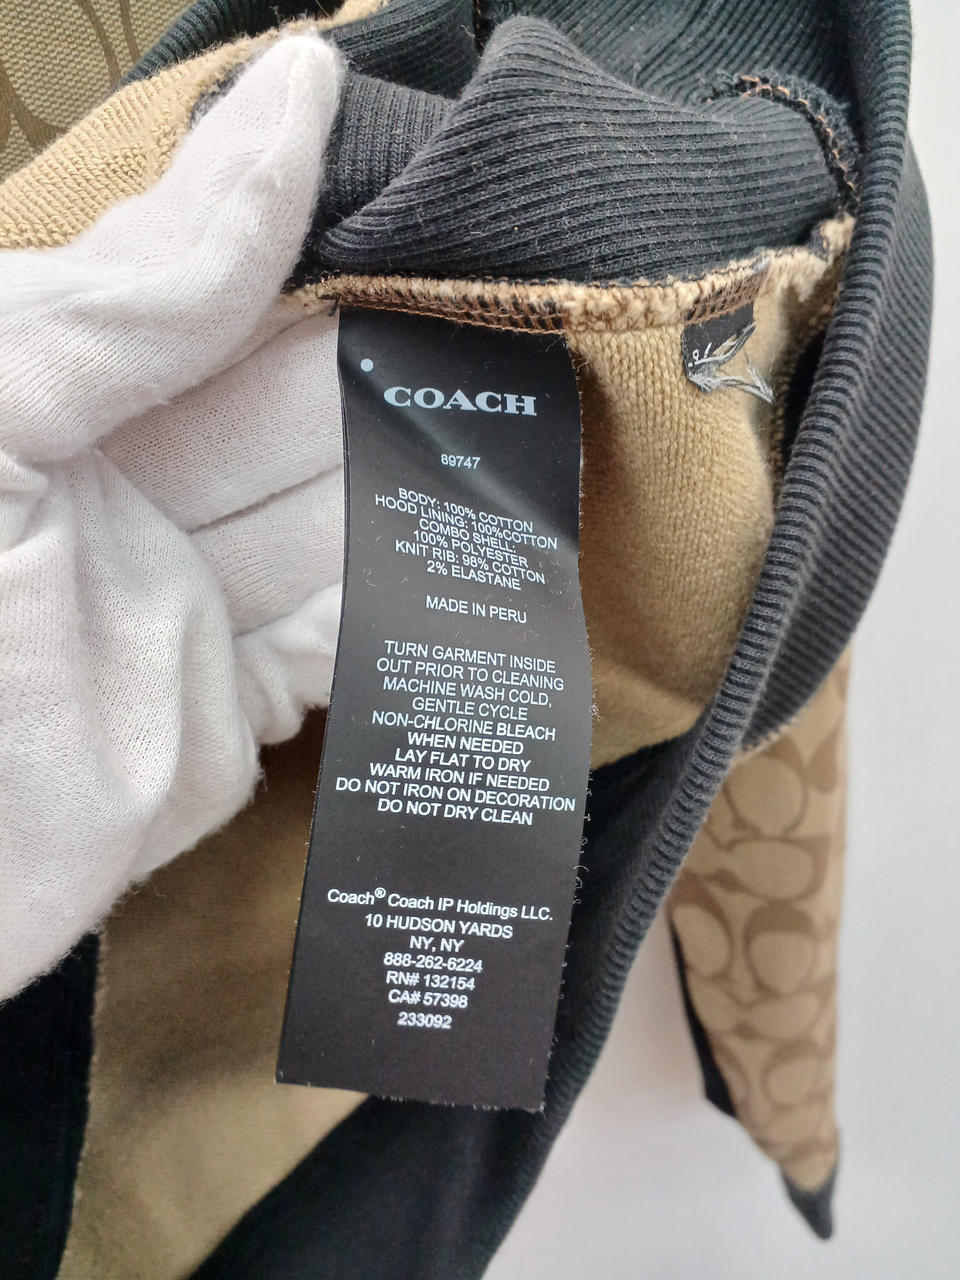 COACH
89747
BODY: 100% COTTON
HOOD LINING: 100%COTTON
COMBO SHELL:
100% POLYESTER
KNIT RIB: 98% COTTON
2% ELASTANE
MADE IN PERU
TURN GARMENT INSIDE
OUT PRIOR TO CLEANING
MACHINE WASH COLD,
GENTLE CYCLE
NON-CHLORINE BLEACH
WHEN NEEDED
LAY FLAT TO DRY
WARM IRON IF NEEDED
DO NOT IRON ON DECORATION
DO NOT DRY CLEAN
Coach® Coach IP Holdings LLC.
10 HUDSON YARDS
NY, NY
888-262-6224
RN# 132154
CA# 57398
233092